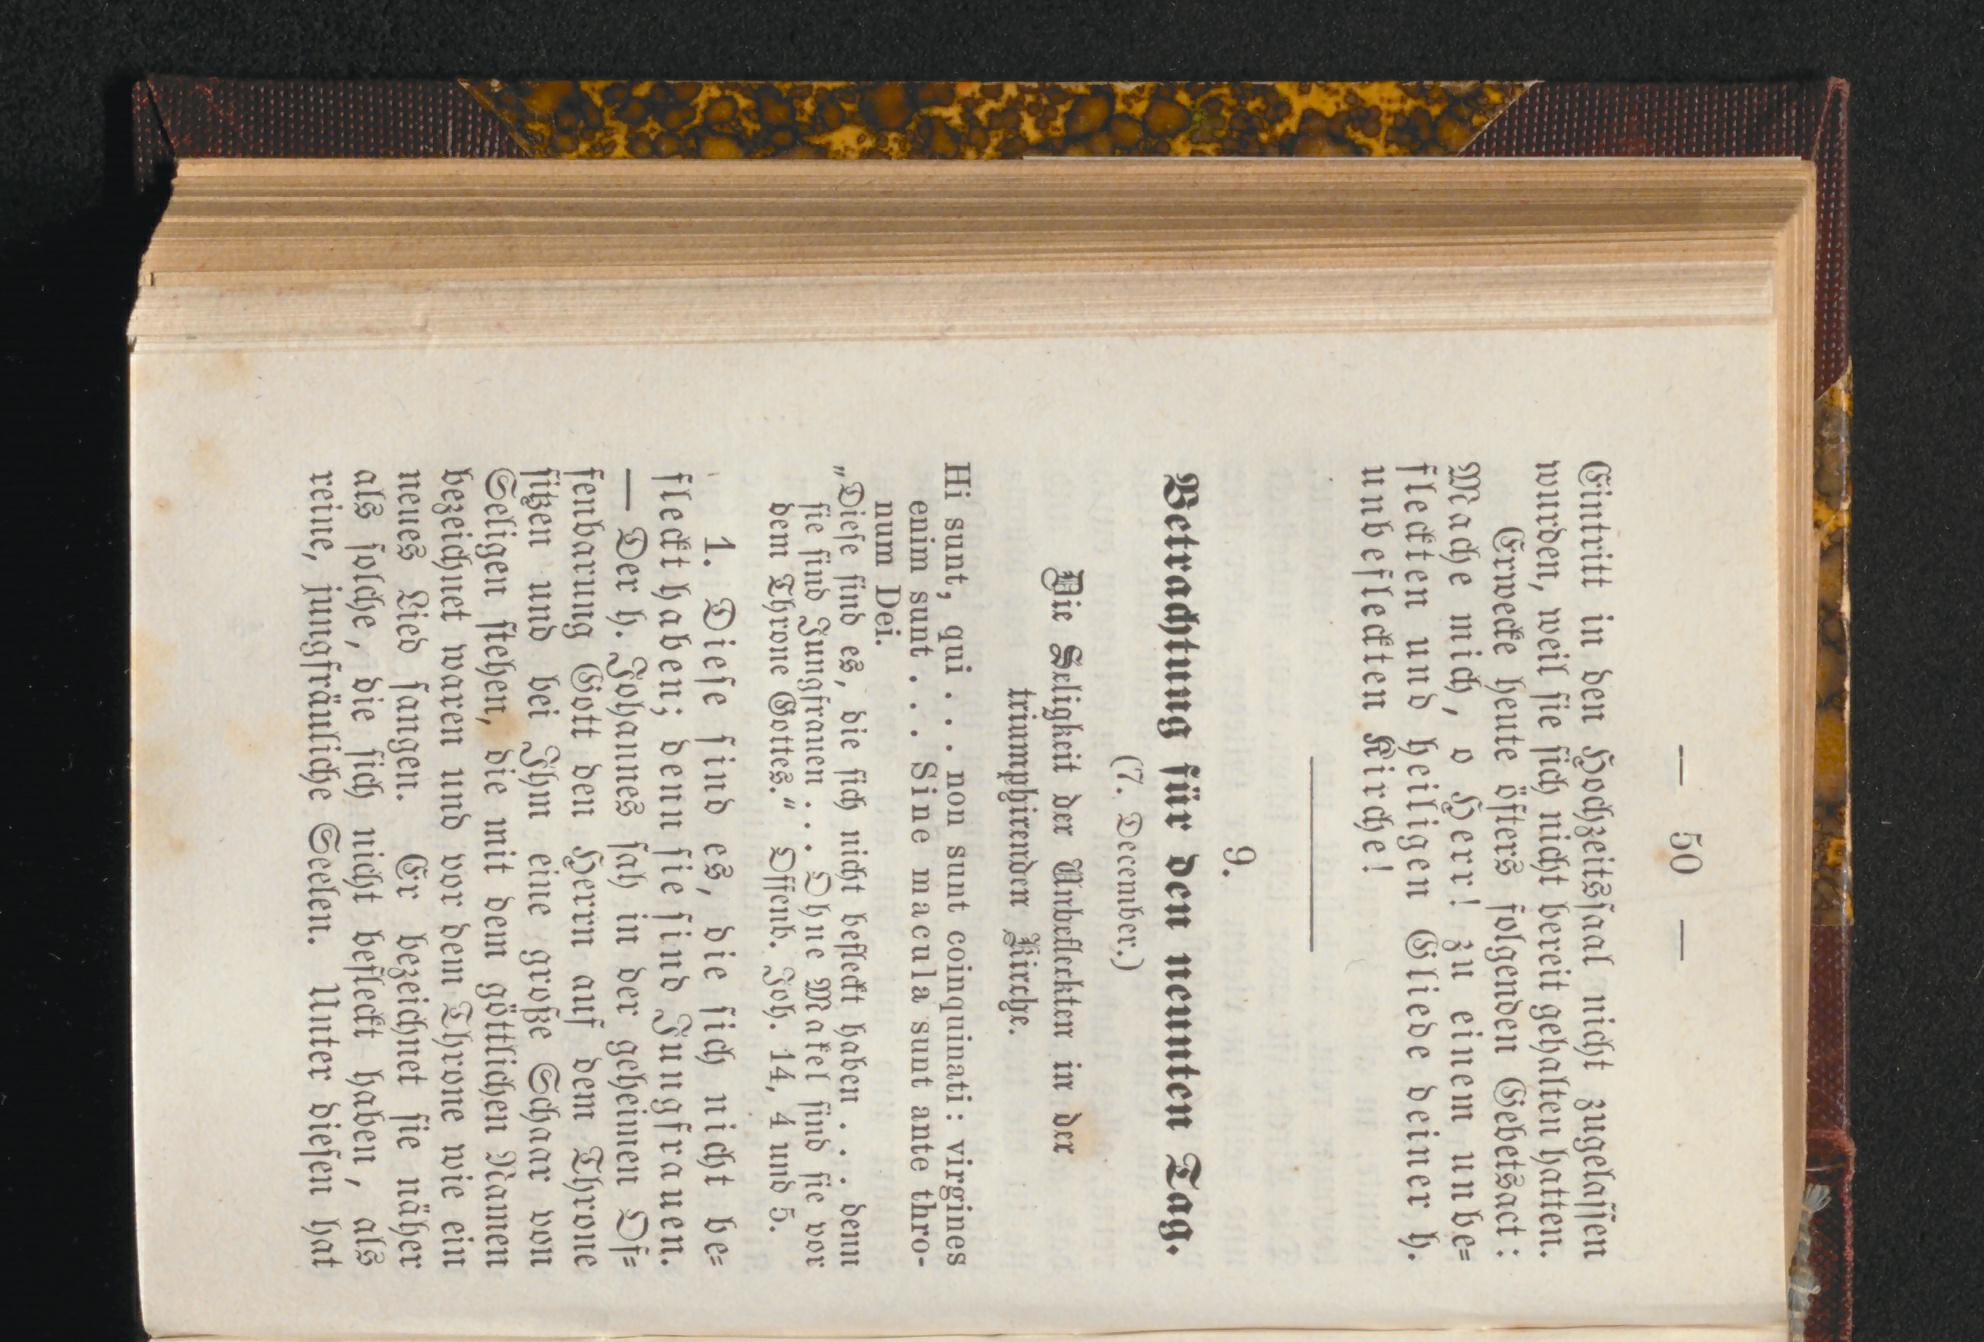 — 50 —
Eintritt in den Hochzeitssaal nicht zugelassen
wurden, weil sie sich nicht bereit gehalten hatten.
Erwecke heute öfters folgenden Gebetsact:
Mache mich, o Herr! zu einem unbe=
fleckten und heiligen Gliede deiner h.
unbefleckten Kirche!
9.
Betrachtung für den neunten Tag.
(7. December.)
Die Seligkeit der Unbefleckten in der
triumphirenden Kirche.
Hi sunt, qui . . . non sunt coinquinati: virgines
enim sunt . . . Sine macula sunt ante thro-
num Dei.
„Diese sind es, die sich nicht befleckt haben . . . denn
sie sind Jungfrauen . . . Ohne Makel sind sie vor
dem Throne Gottes.“ Offenb. Joh. 14, 4 und 5.
1. Diese sind es, die sich nicht be=
fleckt haben; denn sie sind Jungfrauen.
— Der h. Johannes sah in der geheimen Of=
fenbarung Gott den Herrn auf dem Throne
sitzen und bei Ihm eine große Schaar von
Seligen stehen, die mit dem göttlichen Namen
bezeichnet waren und vor dem Throne wie ein
neues Lied sangen. Er bezeichnet sie näher
als solche, die sich nicht befleckt haben, als
reine, jungfräuliche Seelen. Unter diesen hat